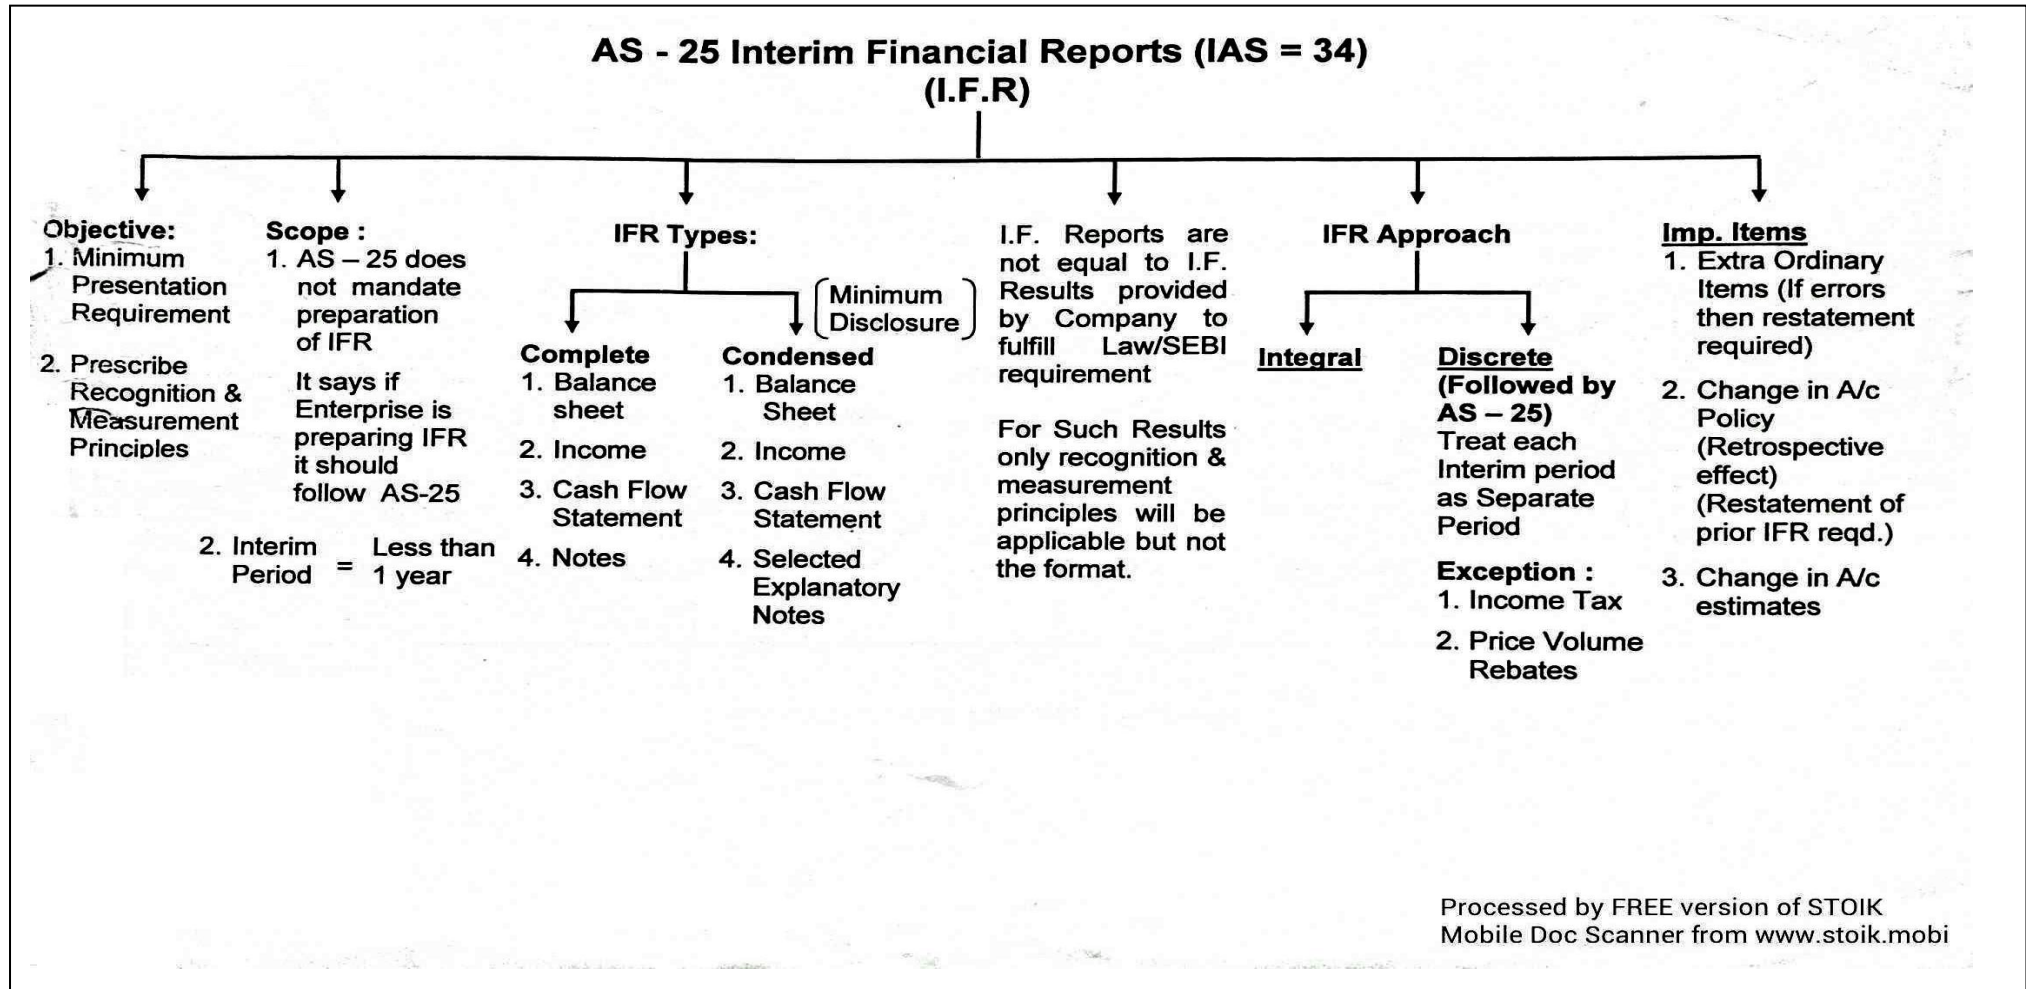 AS - 25 Interim Financial Reports (IAS = 34)
(I.F.R)
Objective:
1. Minimum
Presentation
Requirement
2. Prescribe
Recognition &
Measurement
Principles
Scope :
1. AS – 25 does
not mandate
preparation
of IFR
It says if
Enterprise is
preparing IFR
it should
follow AS-25
2. Interim
Period
=
Less than
1 year
IFR Types:
(Minimum
Disclosure)
Complete
1. Balance
sheet
2. Income
3. Cash Flow
Statement
4. Notes
Condensed
1. Balance
Sheet
2. Income
3. Cash Flow
Statement
4. Selected
Explanatory
Notes
I.F. Reports are
not equal to I.F.
Results provided
by Company to
fulfill Law/SEBI
requirement
For Such Results
only recognition &
measurement
principles will be
applicable but not
the format.
IFR Approach
Integral
Discrete
(Followed by
AS – 25)
Treat each
Interim period
as Separate
Period
Exception :
1. Income Tax
2. Price Volume
Rebates
Imp. Items
1. Extra Ordinary
Items (If errors
then restatement
required)
2. Change in A/c
Policy
(Retrospective
effect)
(Restatement of
prior IFR reqd.)
3. Change in A/c
estimates
Processed by FREE version of STOIK
Mobile Doc Scanner from www.stoik.mobi